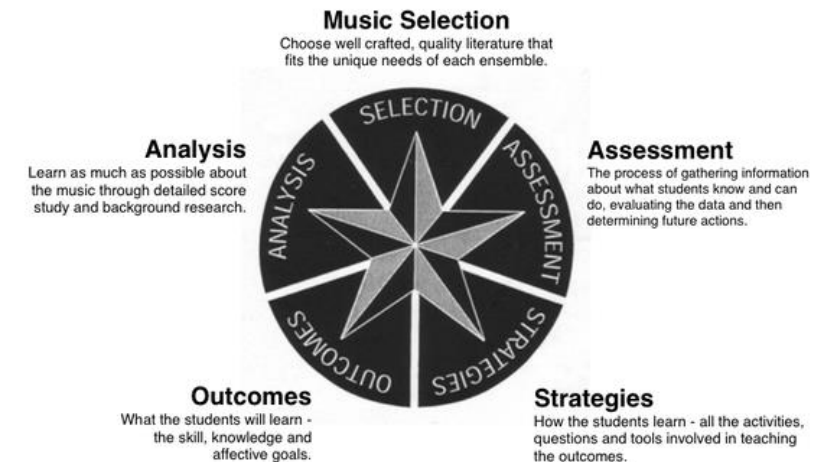 Music Selection
Choose well crafted, quality literature that
fits the unique needs of each ensemble.
SELECTION
Analysis
Learn as much as possible about
the music through detailed score
study and background research.
ANALYSIS
ASSESSMENT
Assessment
The process of gathering information
about what students know and can
do, evaluating the data and then
determining future actions.
OUTCOMES
STRATEGIES
Outcomes
What the students will learn -
the skill, knowledge and
affective goals.
Strategies
How the students learn - all the activities,
questions and tools involved in teaching
the outcomes.